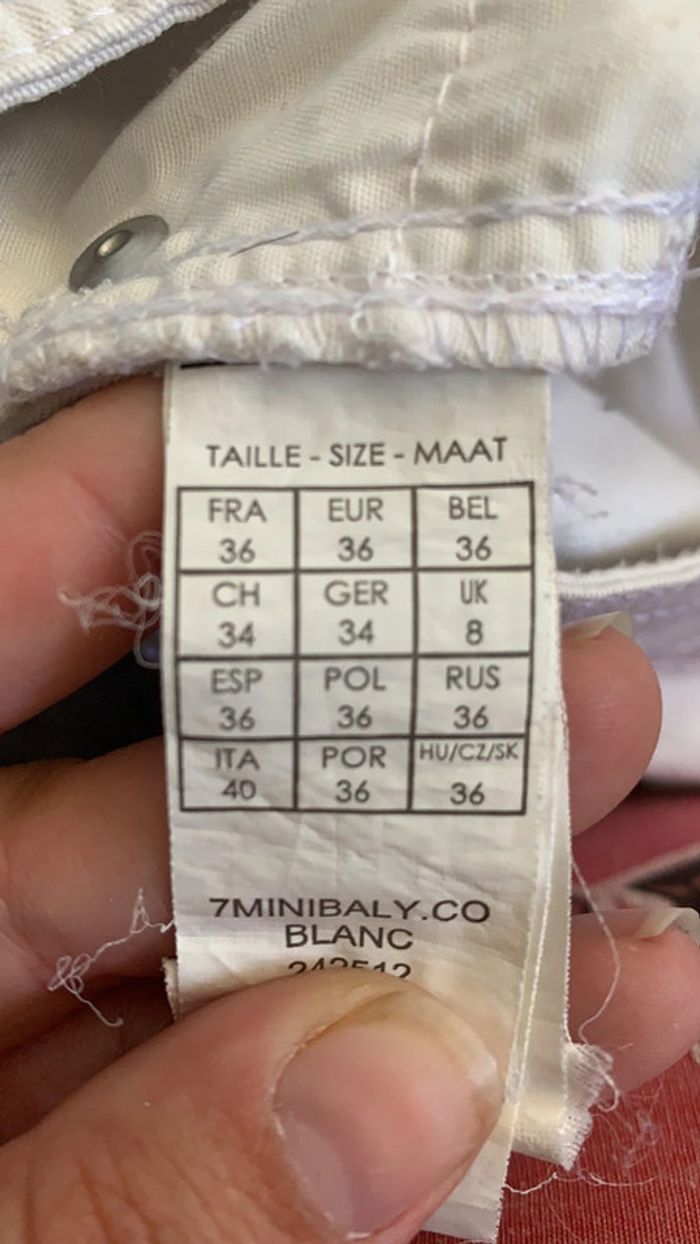 TAILLE - SIZE - MAAT
FRA EUR BEL
36 36 36
CH GER UK
34 34 8
ESP POL RUS
36 36 36
ITA POR HU/CZ/SK
40 36 36
7MINIBALY.CO
BLANC